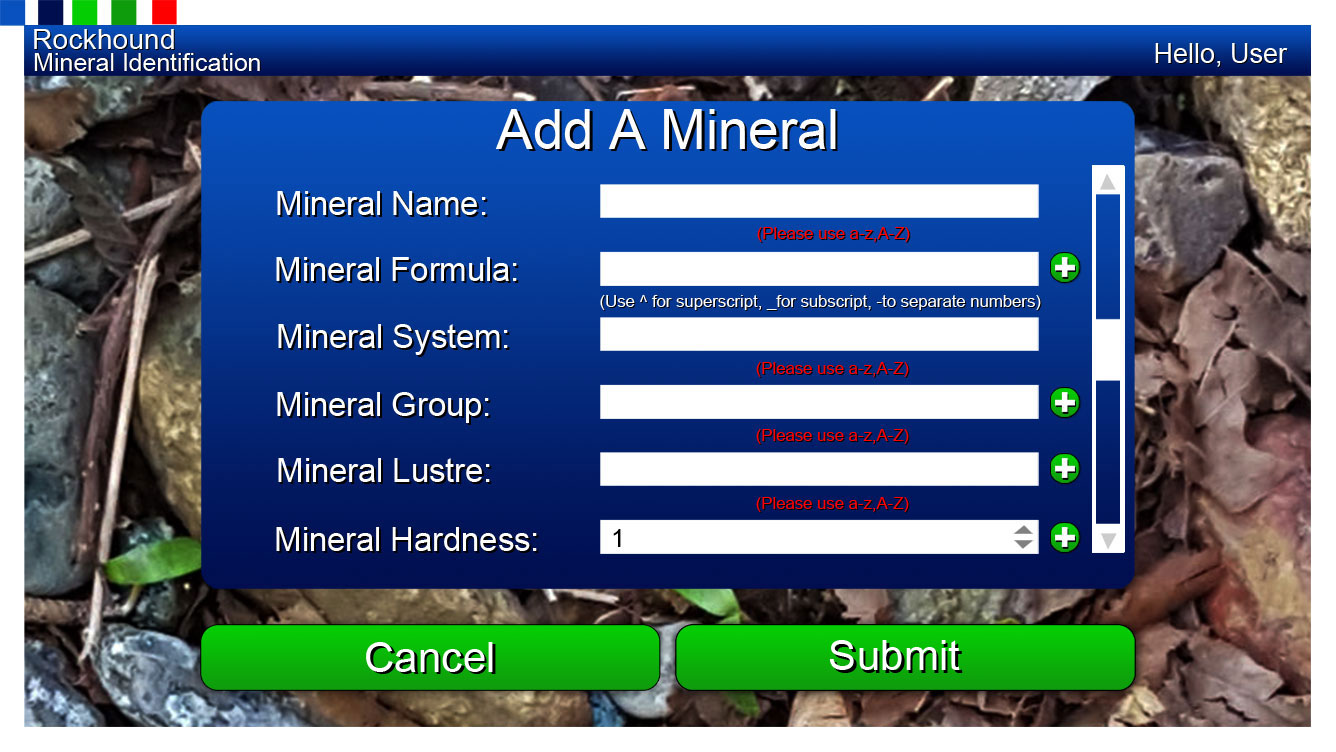 Rockhound
Mineral Identification
Hello, User
Add A Mineral
Mineral Name:
(Please use a-z,A-Z)
Mineral Formula:
(Use ^ for superscript, _for subscript, -to separate numbers)
Mineral System:
(Please use a-z,A-Z)
Mineral Group:
(Please use a-z,A-Z)
Mineral Lustre:
(Please use a-z,A-Z)
Mineral Hardness: 1
Cancel
Submit